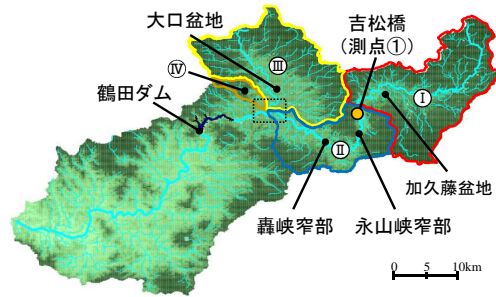 大口盆地
吉松橋
(測点①)
Ⅳ
Ⅲ
Ⅰ
鶴田ダム
Ⅱ
加久藤盆地
轟峡窄部
永山峡窄部
0 5 10km